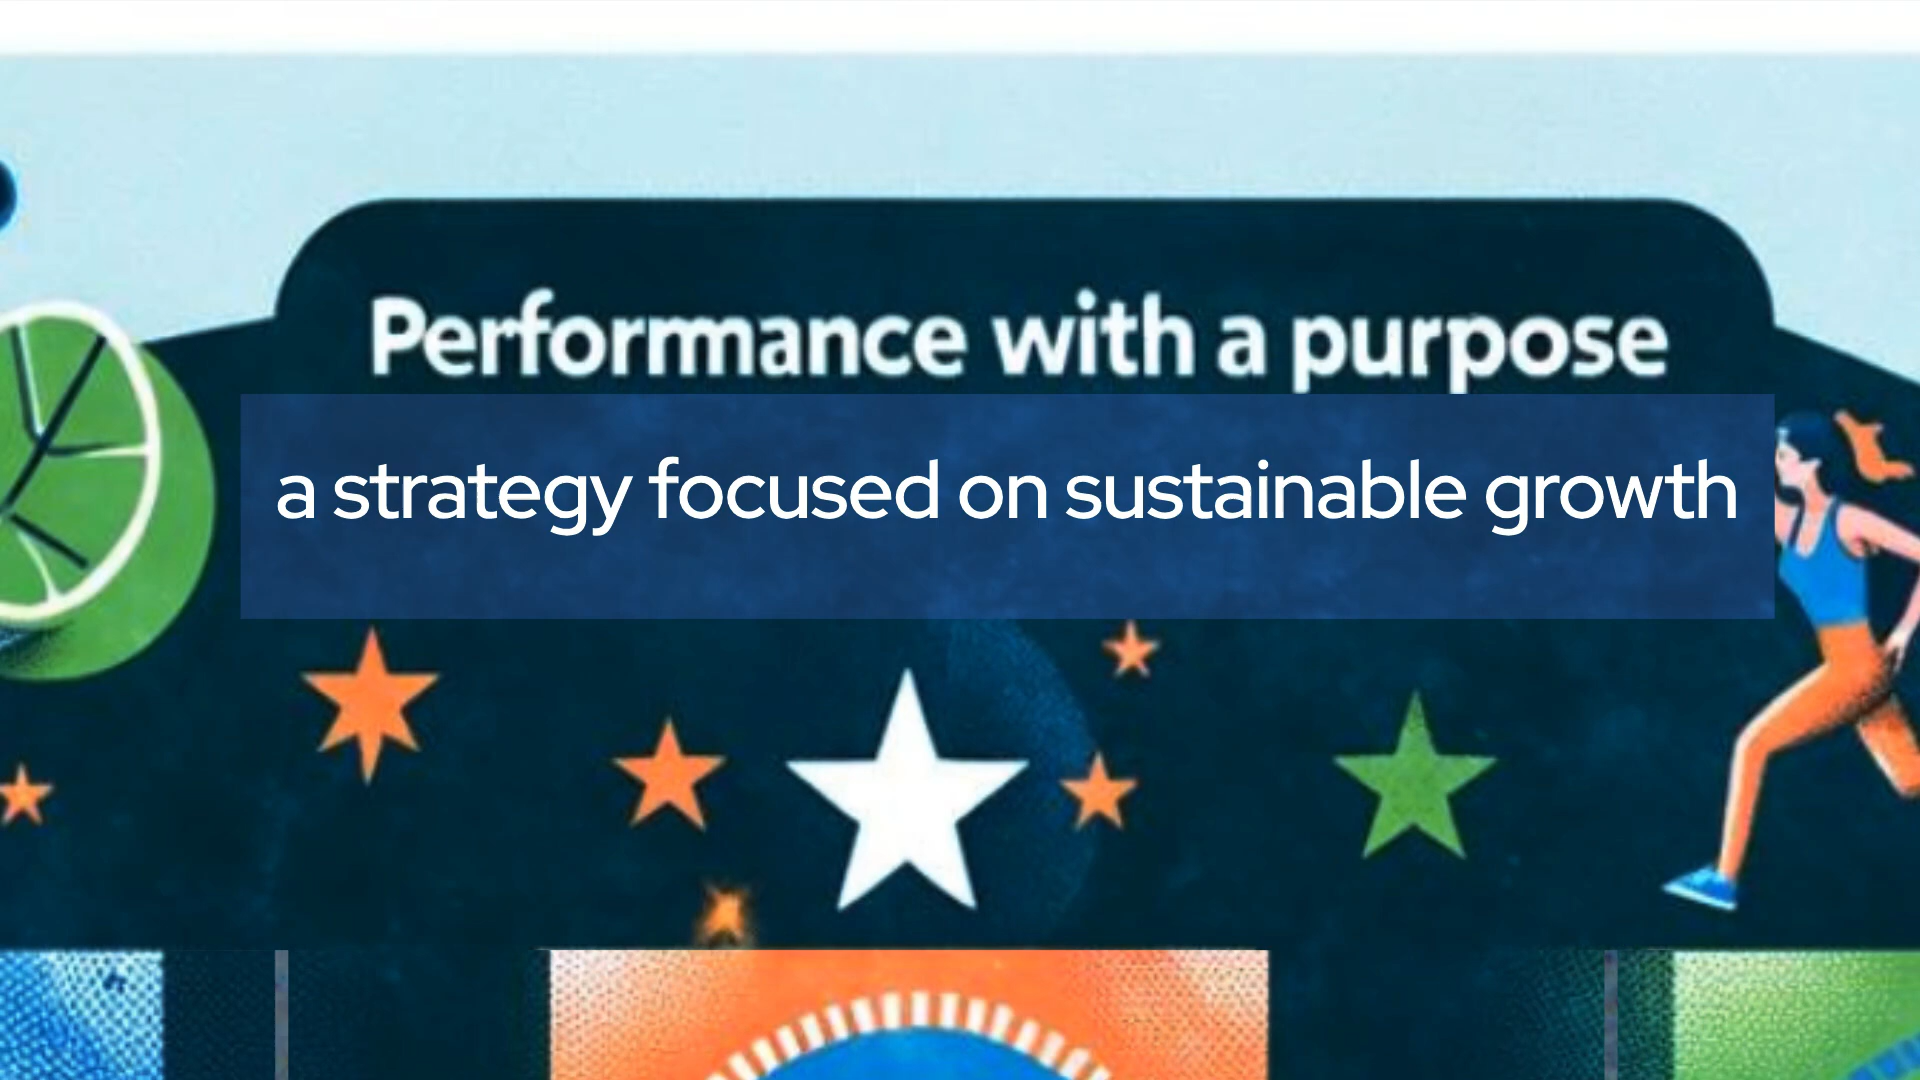 Performance with a purpose
a strategy focused on sustainable growth